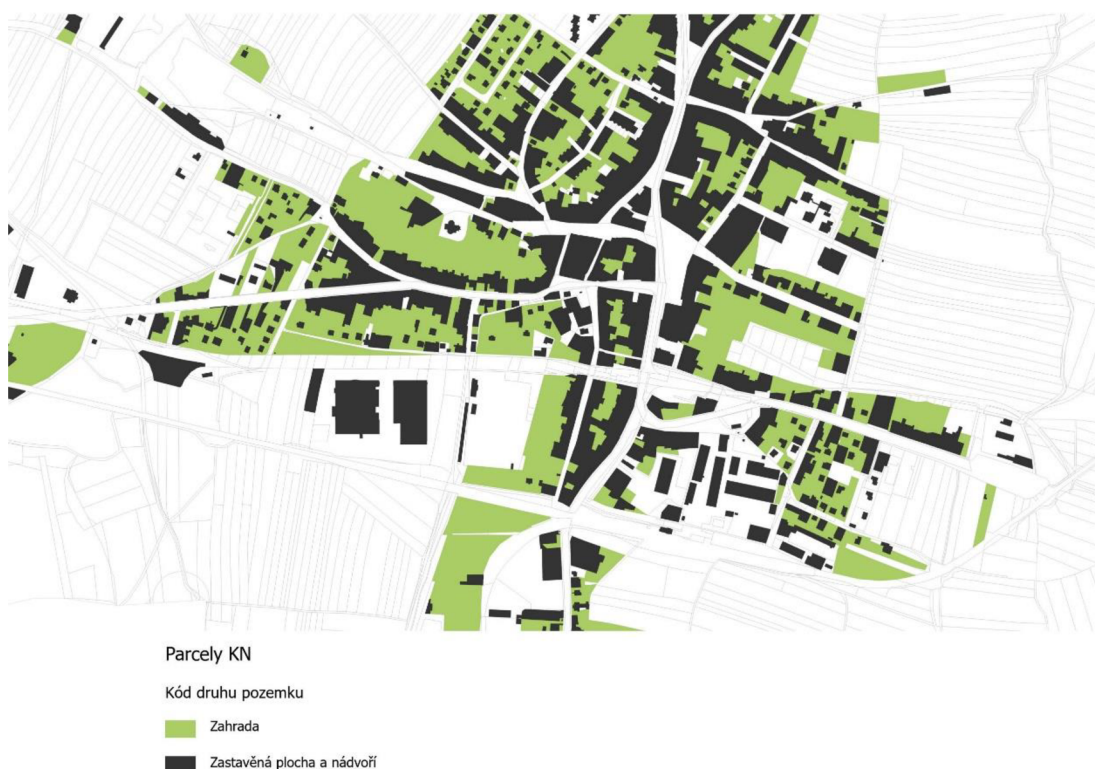 Parcely KN
Kód druhu pozemku
Zahrada
Zastavěná plocha a nádvoří